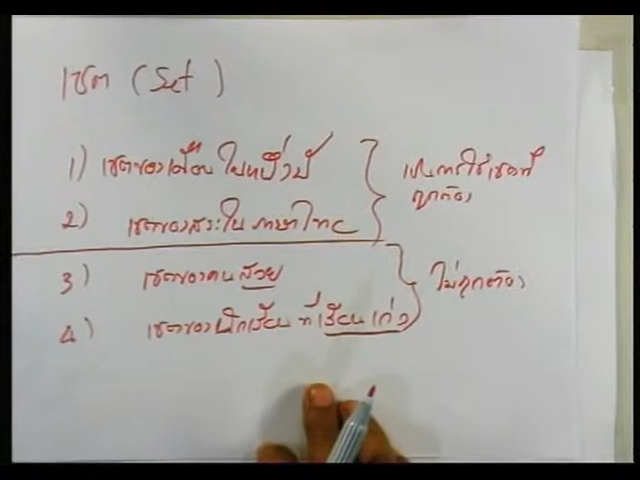 เซต (Set)
1) เซตของเดือนในหนึ่งปี
2) เซตของสระในภาษาไทย
เป็นการใช้เซตที่
ถูกต้อง
3) เซตของคนสวย
4) เซตของนักเรียนที่เรียนเก่ง
ไม่ถูกต้อง